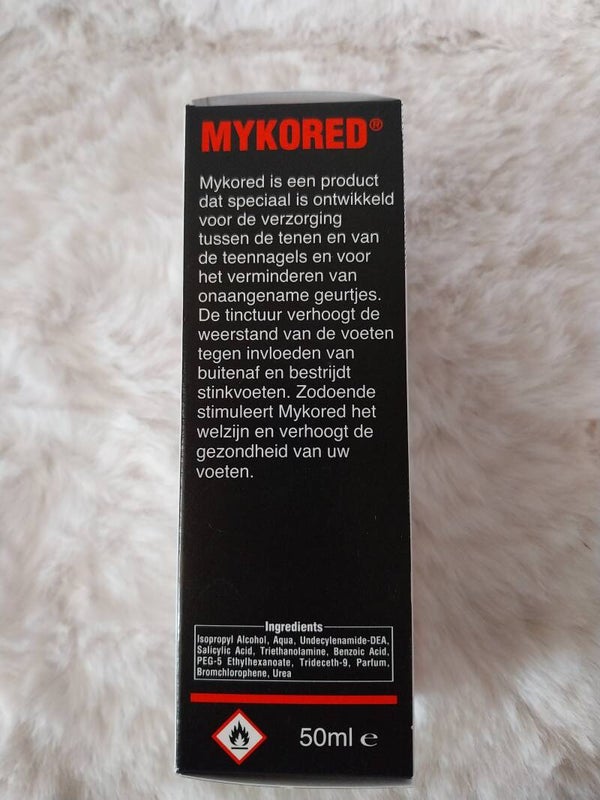 MYKORED®
Mykored is een product
dat speciaal is ontwikkeld
voor de verzorging
tussen de tenen en van
de teennagels en voor
het verminderen van
onaangename geurtjes.
De tinctuur verhoogt de
weerstand van de voeten
tegen invloeden van
buitenaf en bestrijdt
stinkvoeten. Zodoende
stimuleert Mykored het
welzijn en verhoogt de
gezondheid van uw
voeten.
Ingredients
Isopropyl Alcohol, Aqua, Undecylenamide-DEA,
Salicylic Acid, Triethanolamine, Benzoic Acid,
PEG-5 Ethylhexanoate, Trideceth-9, Parfum,
Bromchlorophene, Urea
50ml ℮